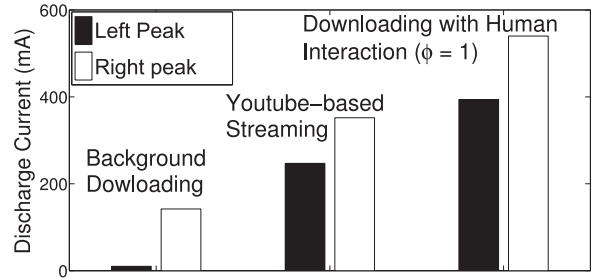 600
400
200
0
Discharge Current (mA)
Left Peak
Right peak
Downloading with Human
Interaction (ϕ = 1)
Youtube−based
Streaming
Background
Dowloading